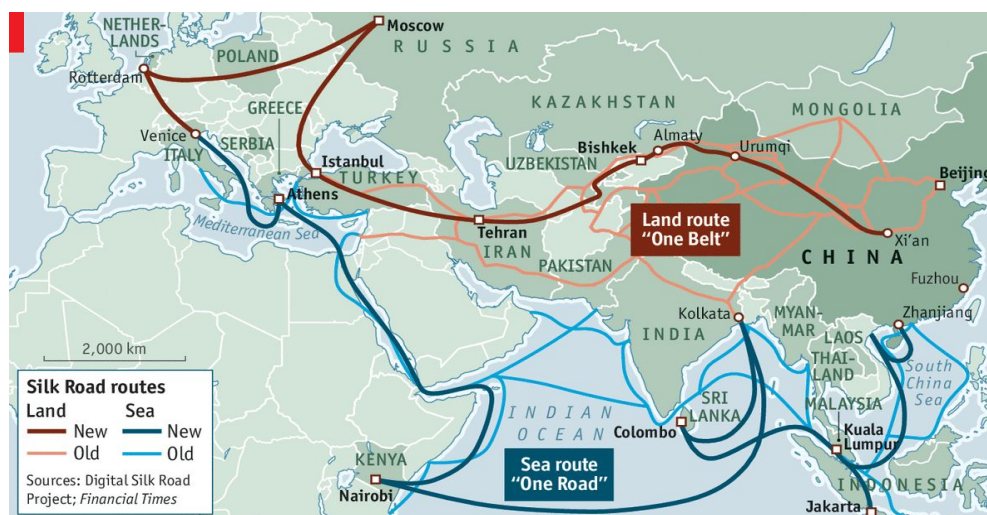 NETHER-
LANDS
Moscow
RUSSIA
POLAND
Rotterdam
KAZAKHSTAN
MONGOLIA
GREECE
Venice
ITALY
SERBIA
Almaty
Bishkek
Urumqi
UZBEKISTAN
Istanbul
TURKEY
Beijing
Athens
Mediterranean Sea
Tehran
IRAN
Land route
“One Belt”
Xi’an
CHINA
PAKISTAN
Fuzhou
Kolkata
Zhanjiang
INDIA
MYAN-
MAR
LAOS
THAI-
LAND
South
China
Sea
2,000 km
Silk Road routes
Land Sea
New New
Old Old
Sources: Digital Silk Road
Project; Financial Times
INDIAN
OCEAN
SRI
LANKA
Colombo
MALAYSIA
Kuala
Lumpur
KENYA
Nairobi
Sea route
“One Road”
INDONESIA
Jakarta